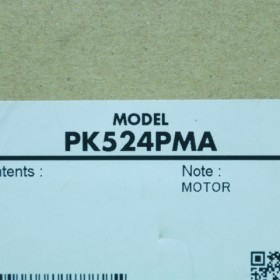 MODEL
PK524PMA
ntents :
Note :
MOTOR